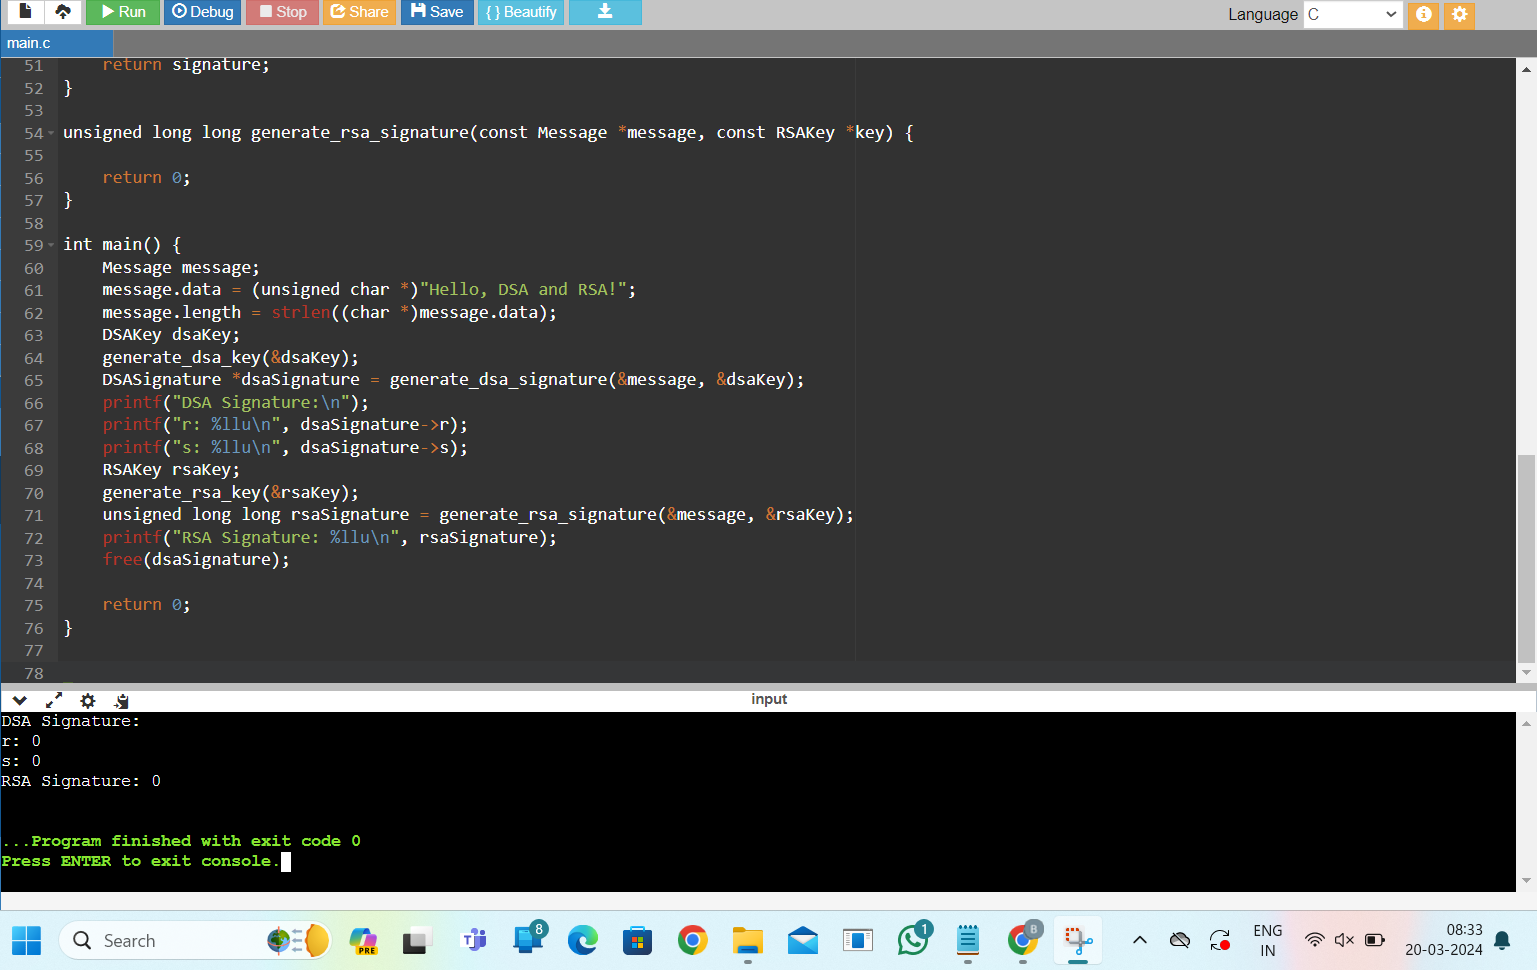 Run Debug Stop Share Save { } Beautify Language C
main.c
51 return signature;
52 }
53
54 unsigned long long generate_rsa_signature(const Message *message, const RSAKey *key) {
55
56 return 0;
57 }
58
59 int main() {
60 Message message;
61 message.data = (unsigned char *)"Hello, DSA and RSA!";
62 message.length = strlen((char *)message.data);
63 DSAKey dsaKey;
64 generate_dsa_key(&dsaKey);
65 DSASignature *dsaSignature = generate_dsa_signature(&message, &dsaKey);
66 printf("DSA Signature:\n");
67 printf("r: %llu\n", dsaSignature->r);
68 printf("s: %llu\n", dsaSignature->s);
69 RSAKey rsaKey;
70 generate_rsa_key(&rsaKey);
71 unsigned long long rsaSignature = generate_rsa_signature(&message, &rsaKey);
72 printf("RSA Signature: %llu\n", rsaSignature);
73 free(dsaSignature);
74
75 return 0;
76 }
77
78
input
DSA Signature:
r: 0
s: 0
RSA Signature: 0
...Program finished with exit code 0
Press ENTER to exit console.
Search PRE 8 1 B ENG 08:33
IN 20-03-2024